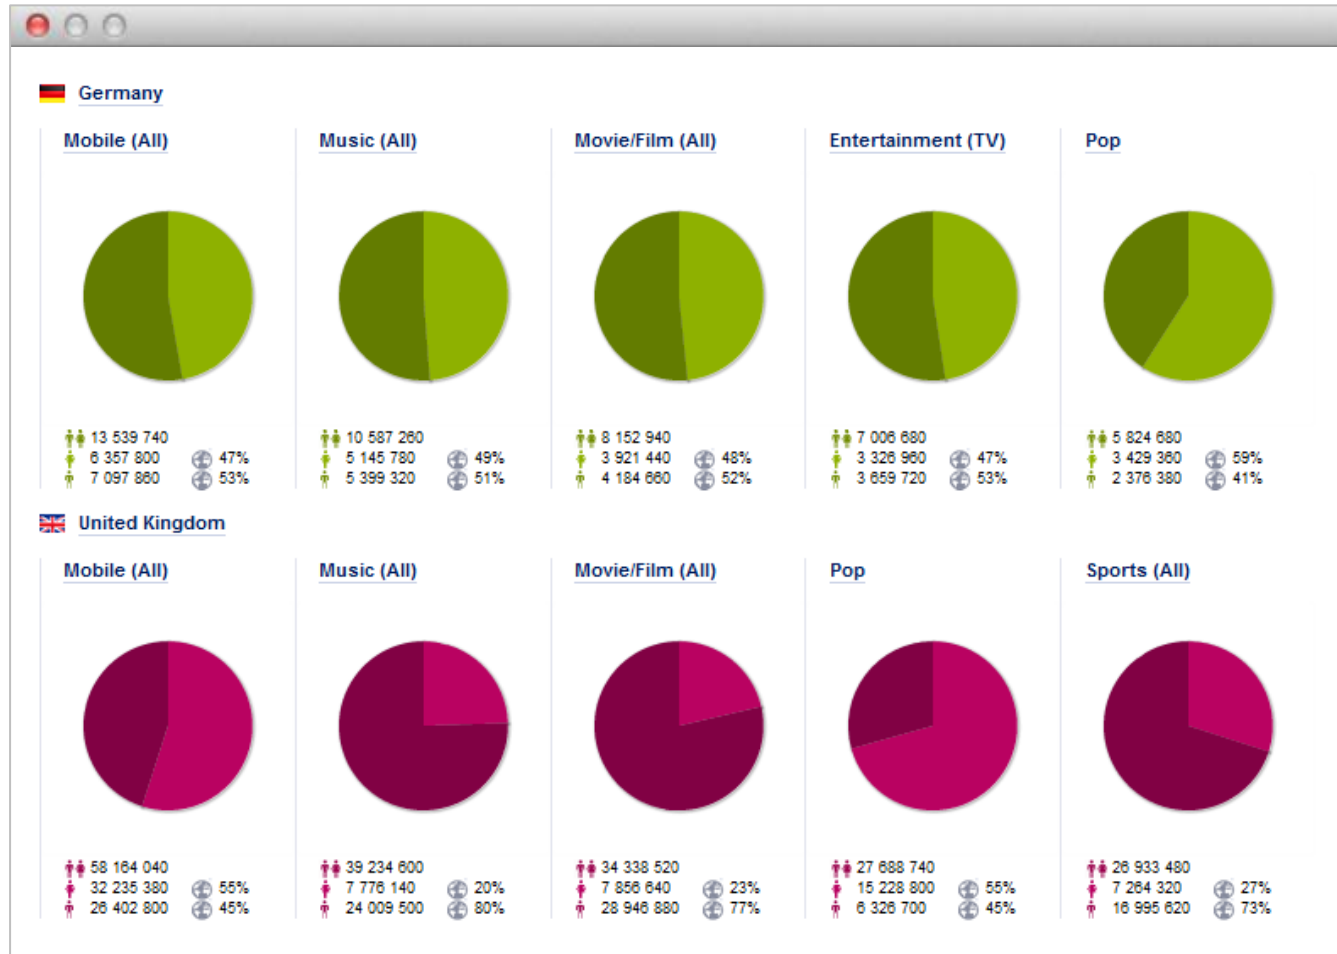 Germany
Mobile (All)
13 539 740
6 357 800 47%
7 097 860 53%
Music (All)
10 587 260
5 145 780 49%
5 399 320 51%
Movie/Film (All)
8 152 940
3 921 440 48%
4 184 660 52%
Entertainment (TV)
7 006 680
3 326 960 47%
3 659 720 53%
Pop
5 824 680
3 429 360 59%
2 376 380 41%
United Kingdom
Mobile (All)
58 164 040
32 235 380 55%
26 402 800 45%
Music (All)
39 234 600
7 776 140 20%
24 009 500 80%
Movie/Film (All)
34 338 520
7 856 640 23%
28 946 880 77%
Pop
27 688 740
15 228 800 55%
6 326 700 45%
Sports (All)
26 933 480
7 264 320 27%
16 995 620 73%